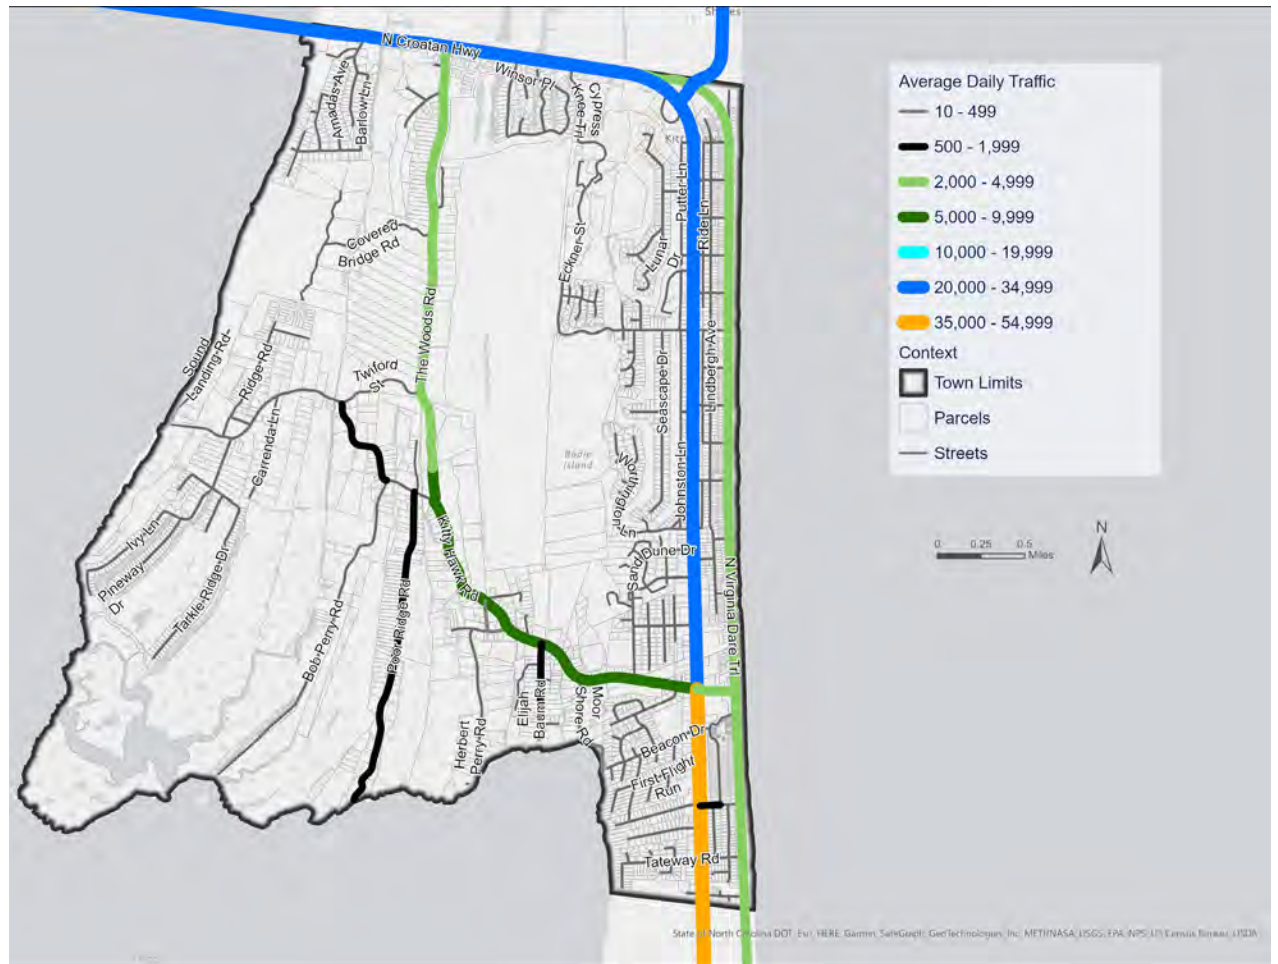 N Croatan Hwy
Winsor Pl
Amadas Ave
Barlow Ln
Cypress
Knee Trl
Putter Ln
Ride Ln
Lunar
Dr
Covered
Bridge Rd
Eckner St
The Woods Rd
Sound
Landing Rd
Ridge Rd
Twiford
St
Carrenda Ln
Seascape Dr
Lindbergh Ave
Bodie
Island
Worthington
Ln
Johnston Ln
Ivy Ln
Pineway
Dr
Tarkle Ridge Dr
Kitty Hawk Rd
Sand Dune Dr
N Virginia Dare Trl
Bob Perry Rd
Poor Ridge Rd
Herbert
Perry Rd
Elijah
Baum Rd
Moor
Shore Rd
Beacon Dr
First Flight
Run
Tateway Rd
Average Daily Traffic
10 - 499
500 - 1,999
2,000 - 4,999
5,000 - 9,999
10,000 - 19,999
20,000 - 34,999
35,000 - 54,999
Context
Town Limits
Parcels
Streets
N
0 0.25 0.5
Miles